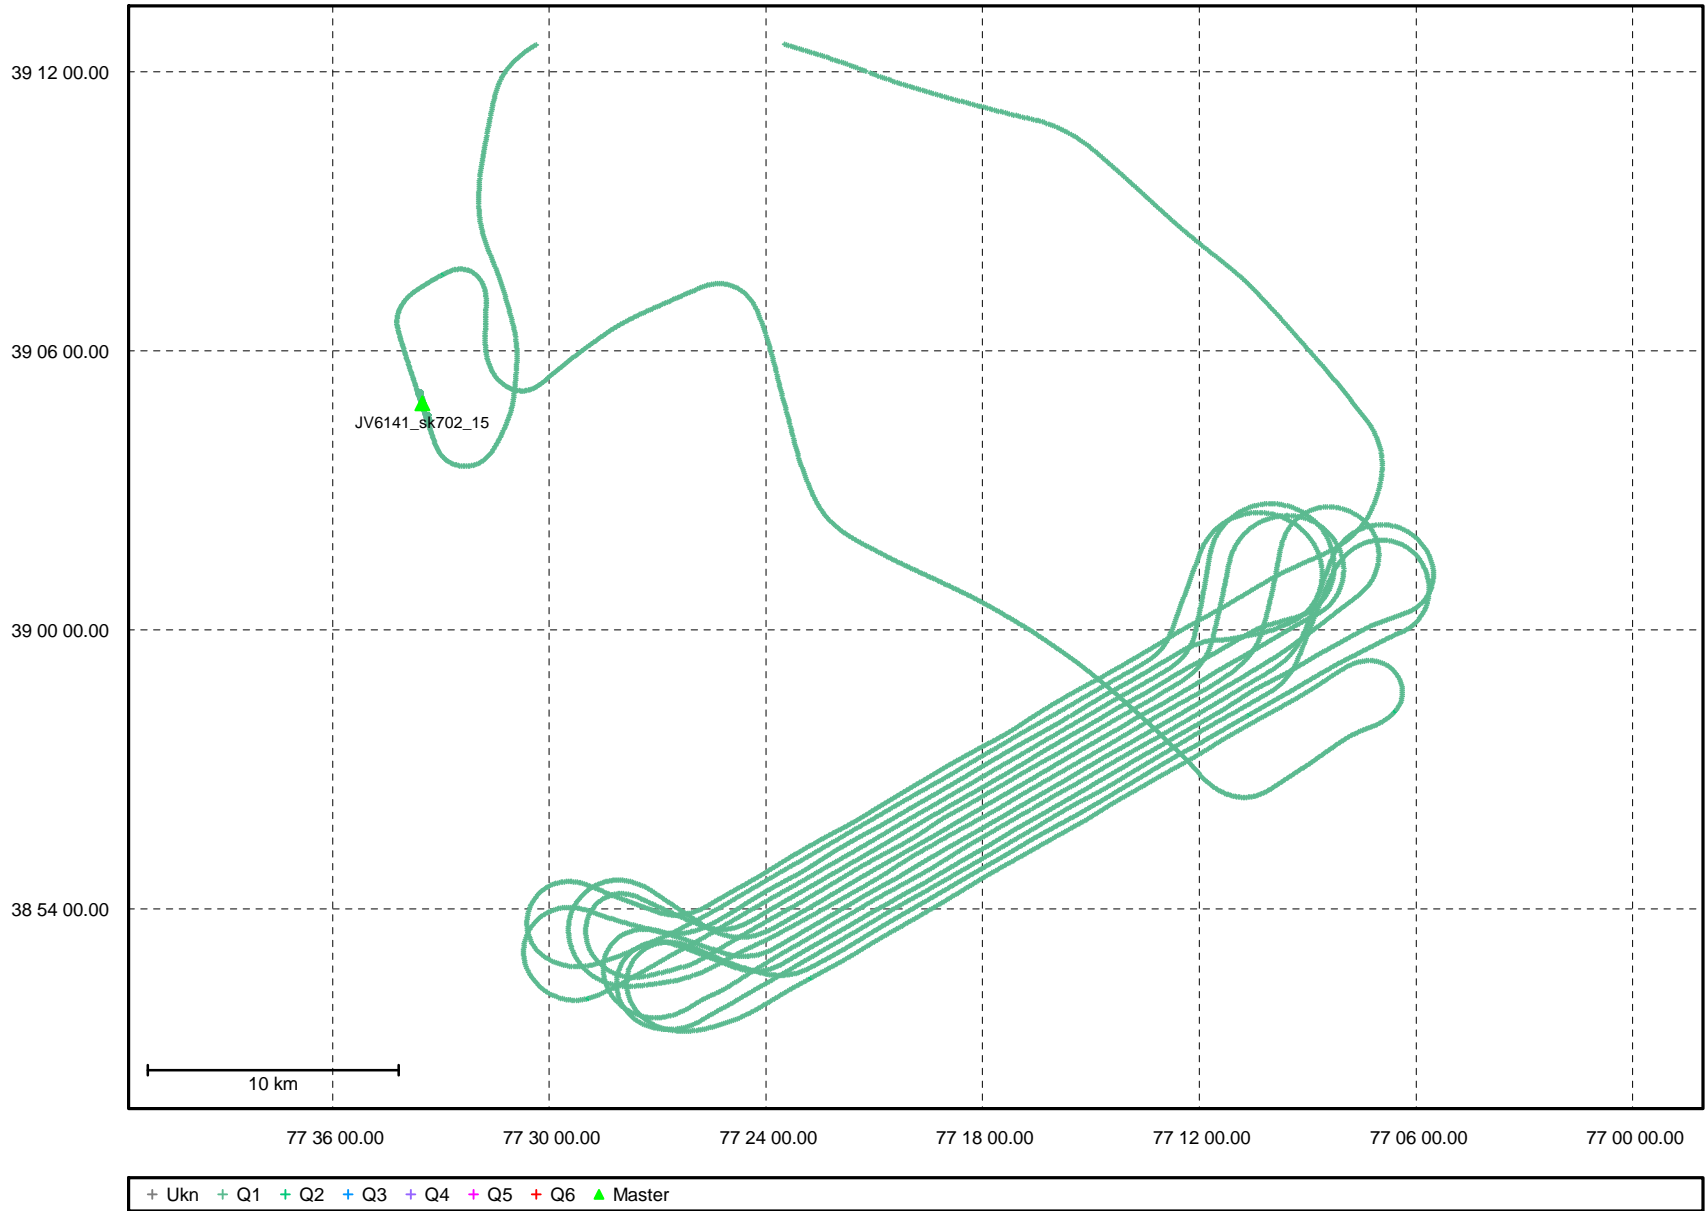 39 12 00.00
39 06 00.00
JV6141_sk702_15
39 00 00.00
38 54 00.00
10 km
77 36 00.00 77 30 00.00 77 24 00.00 77 18 00.00 77 12 00.00 77 06 00.00 77 00 00.00
Ukn Q1 Q2 Q3 Q4 Q5 Q6 Master